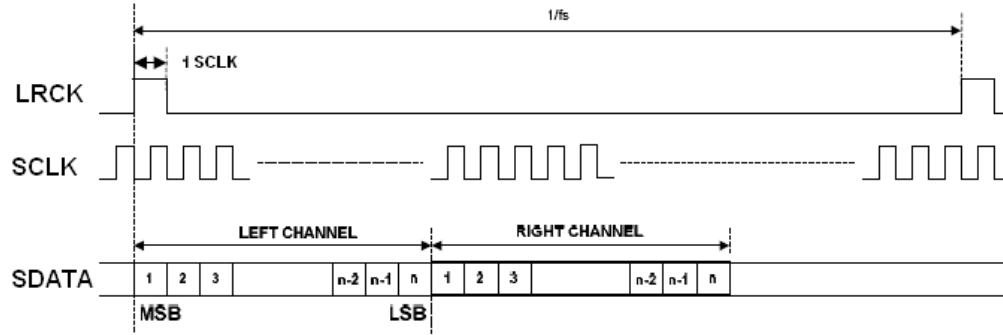 1/fs
1 SCLK
LRCK
SCLK
LEFT CHANNEL RIGHT CHANNEL
SDATA 1 2 3 n-2 n-1 n 1 2 3 n-2 n-1 n
MSB LSB